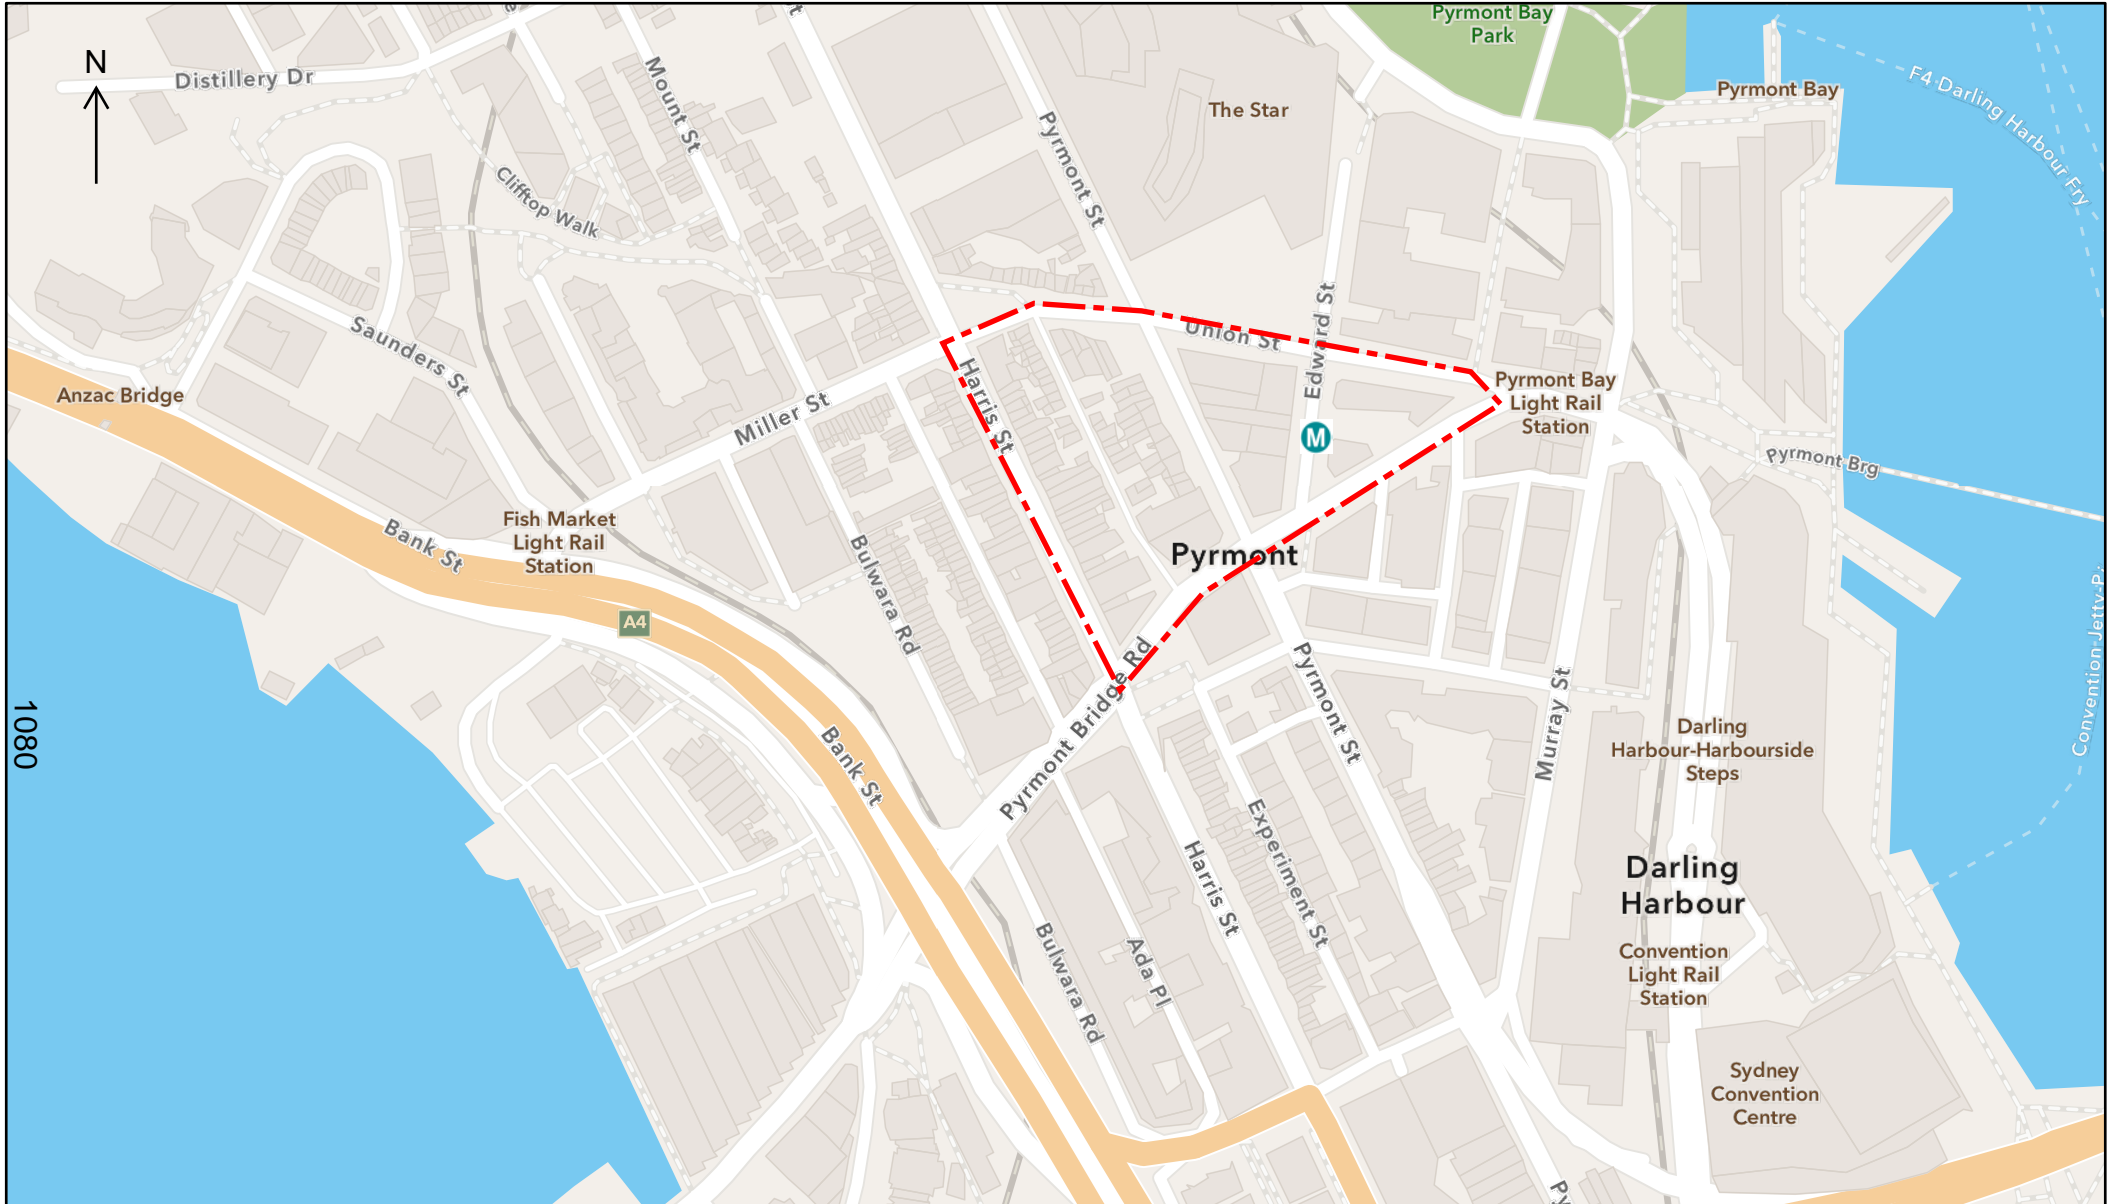 Pyrmont Bay
Park
N
Distillery Dr
Mount St
Pyrmont St
The Star
Pyrmont Bay
F4 Darling Harbour Fry
Clifftop Walk
Saunders St
Anzac Bridge
Miller St
Harris St
Union St
Edward St
Pyrmont Bay
Light Rail
Station
M
Pyrmont Brg
Fish Market
Light Rail
Station
Bank St
Bulwara Rd
Pyrmont
A4
Pyrmont Bridge Rd
Pyrmont St
Murray St
Convention Jetty-Pi
1080
Bank St
Darling
Harbour-Harbourside
Steps
Harris St
Experiment St
Darling
Harbour
Bulwara Rd
Ada Pl
Convention
Light Rail
Station
Sydney
Convention
Centre
Py